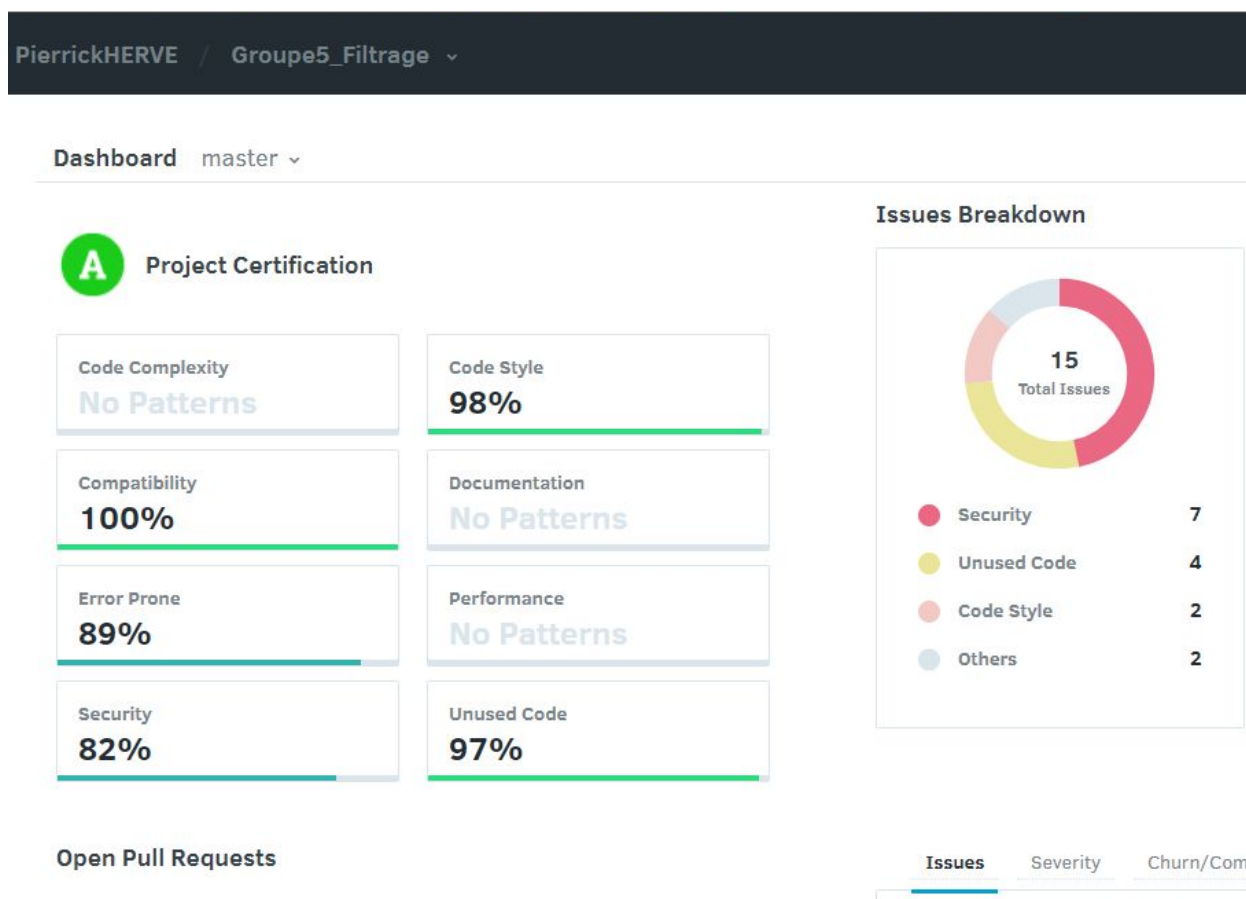 PierrickHERVE / Groupe5_Filtrage
Dashboard master
A Project Certification
Code Complexity
No Patterns
Code Style
98%
Compatibility
100%
Documentation
No Patterns
Error Prone
89%
Performance
No Patterns
Security
82%
Unused Code
97%
Open Pull Requests
Issues Breakdown
15
Total Issues
Security 7
Unused Code 4
Code Style 2
Others 2
Issues Severity Churn/Com